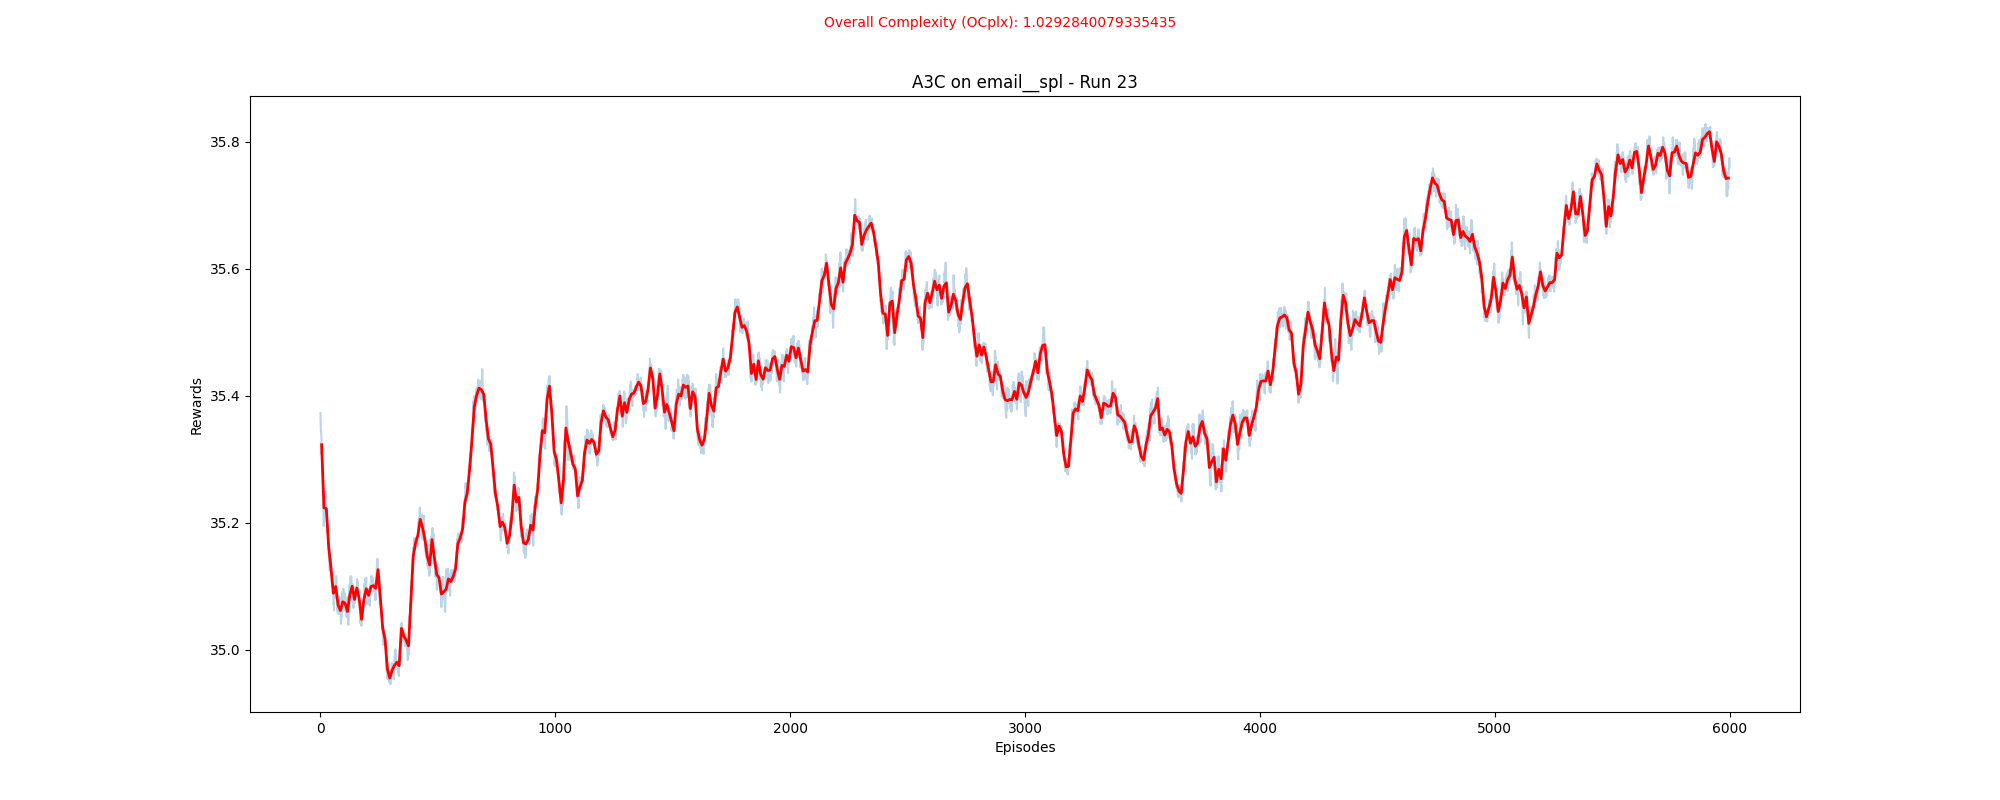 Overall Complexity (OCplx): 1.0292840079335435
A3C on email__spl - Run 23
35.8
35.6
35.4
35.2
35.0
Rewards
0 1000 2000 3000 4000 5000 6000
Episodes